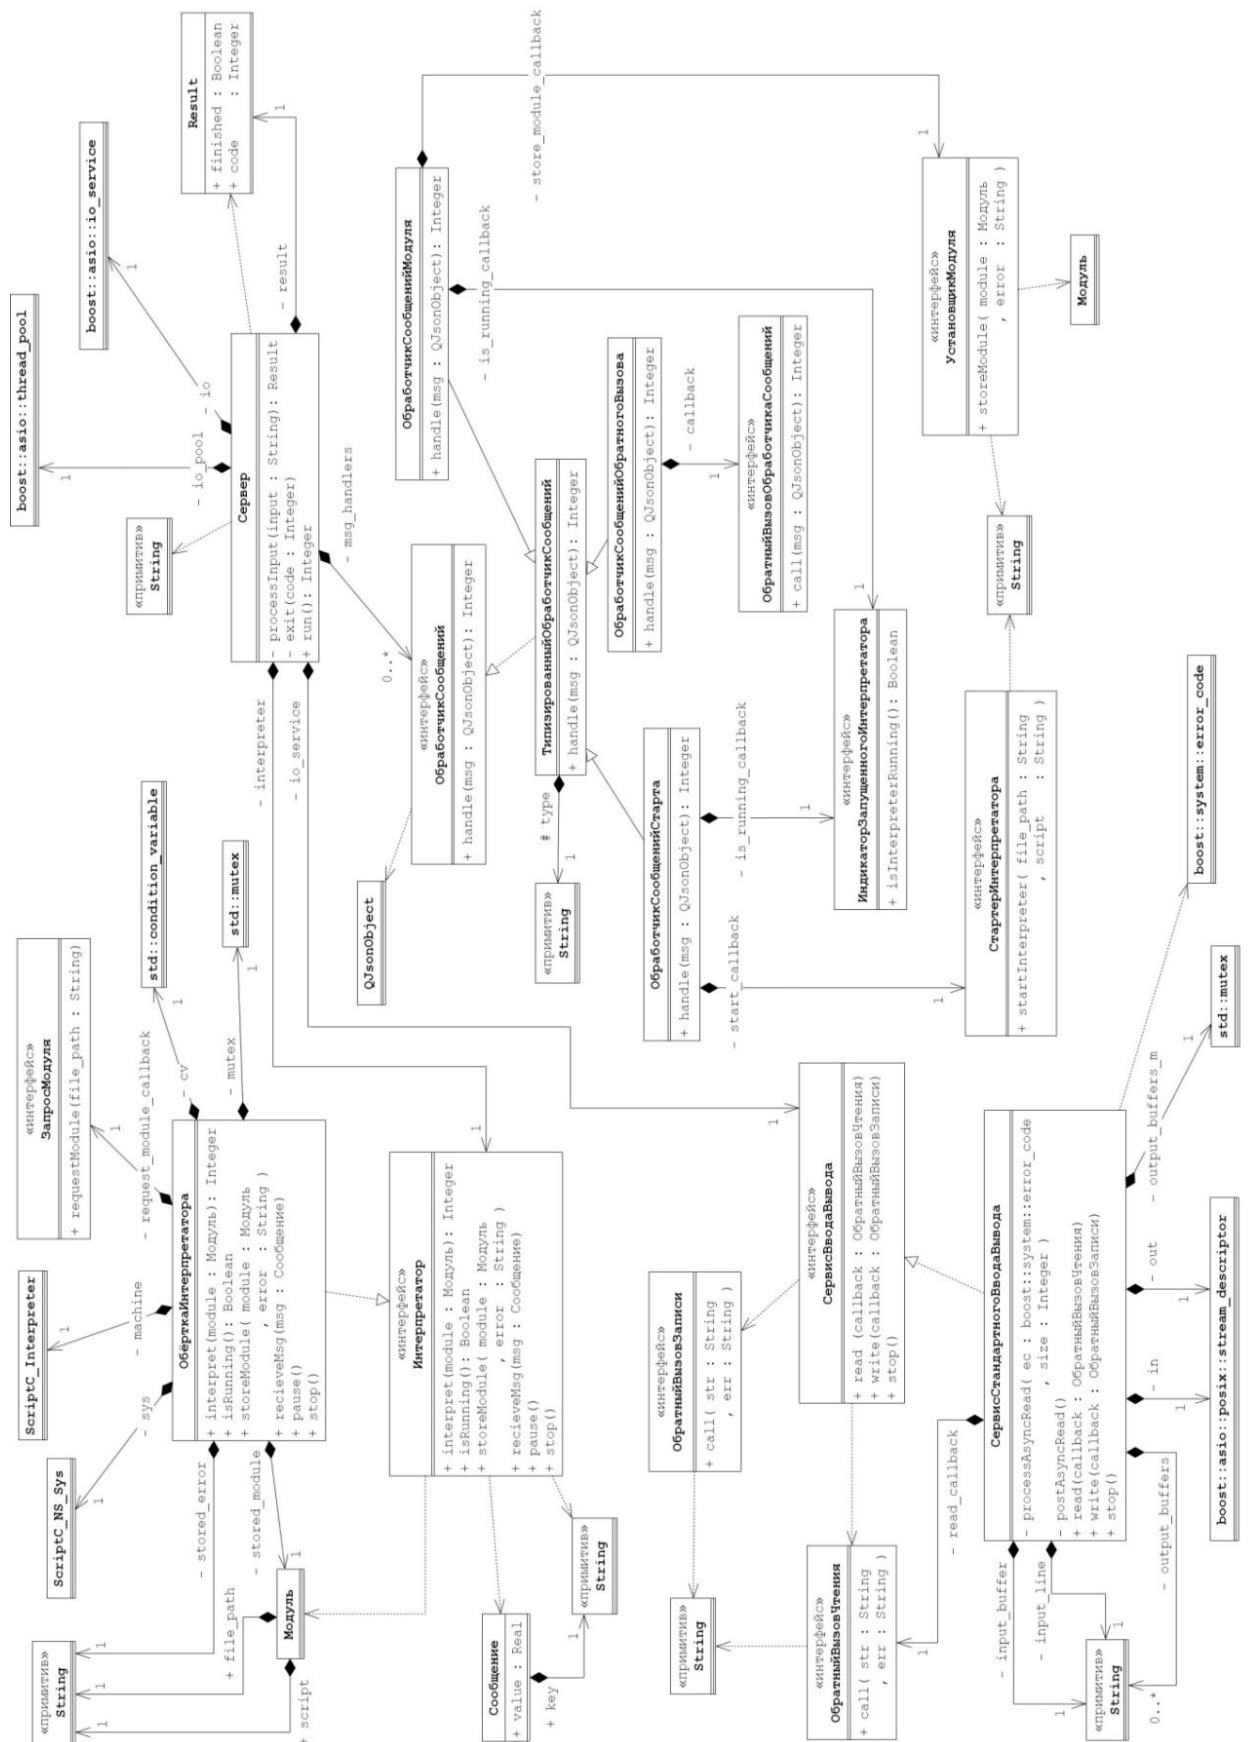 «примитив»
String
1
1
1
+ script
+ file_path
- stored_error
Модуль
1
- stored_module
ScriptC_NS_Sys
1
- sys
ScriptC_Interpreter
1
- machine
«интерфейс»
ЗапросМодуля
+ requestModule(file_path : String)
1
- request_module_callback
std::condition_variable
1
- cv
std::mutex
1
- mutex
ОбёрткаИнтерпретатора
+ interpret(module : Модуль): Integer
+ isRunning(): Boolean
+ storeModule( module : Модуль
, error : String )
+ recieveMsg(msg : Сообщение)
+ pause()
+ stop()
«интерфейс»
Интерпретатор
+ interpret(module : Модуль): Integer
+ isRunning(): Boolean
+ storeModule( module : Модуль
, error : String )
+ recieveMsg(msg : Сообщение)
+ pause()
+ stop()
1
Сообщение
+ value : Real
+ key
1
«примитив»
String
boost::asio::thread_pool
1
- io_pool
boost::asio::io_service
1
- io
«примитив»
String
Сервер
- processInput(input : String): Result
- exit(code : Integer)
+ run(): Integer
Result
+ finished : Boolean
+ code : Integer
1
- result
- interpreter
- io_service
- msg_handlers
0..*
QJsonObject
«интерфейс»
ОбработчикСообщений
+ handle(msg : QJsonObject): Integer
ОбработчикСообщенийМодуля
+ handle(msg : QJsonObject): Integer
- is_running_callback
- store_module_callback
ТипизированныйОбработчикСообщений
+ handle(msg : QJsonObject): Integer
# type
1
«примитив»
String
ОбработчикСообщенийСтарта
+ handle(msg : QJsonObject): Integer
- start_callback
- is_running_callback
1
1
1
ОбработчикСообщенийОбратногоВызова
+ handle(msg : QJsonObject): Integer
- callback
1
«интерфейс»
ОбратныйВызовОбработчикаСообщений
+ call(msg : QJsonObject): Integer
«интерфейс»
ИндикаторЗапущенногоИнтерпретатора
+ isInterpreterRunning(): Boolean
«интерфейс»
СтартерИнтерпретатора
+ startInterpreter( file_path : String
, script : String )
«примитив»
String
1
«интерфейс»
УстановщикМодуля
+ storeModule( module : Модуль
, error : String )
Модуль
«примитив»
String
«интерфейс»
ОбратныйВызовЗаписи
+ call( str : String
, err : String )
«интерфейс»
СервисВводаВывода
+ read (callback : ОбратныйВызовЧтения)
+ write(callback : ОбратныйВызовЗаписи)
+ stop()
1
«интерфейс»
ОбратныйВызовЧтения
+ call( str : String
, err : String )
1
- read_callback
СервисСтандартногоВводаВывода
- processAsyncRead( ec : boost::system::error_code
, size : Integer )
- postAsyncRead()
+ read(callback : ОбратныйВызовЧтения)
+ write(callback : ОбратныйВызовЗаписи)
+ stop()
- input_buffer
- input_line
- output_buffers
1
1
0..*
«примитив»
String
- in
1
- out
1
boost::asio::posix::stream_descriptor
- output_buffers_m
1
std::mutex
boost::system::error_code